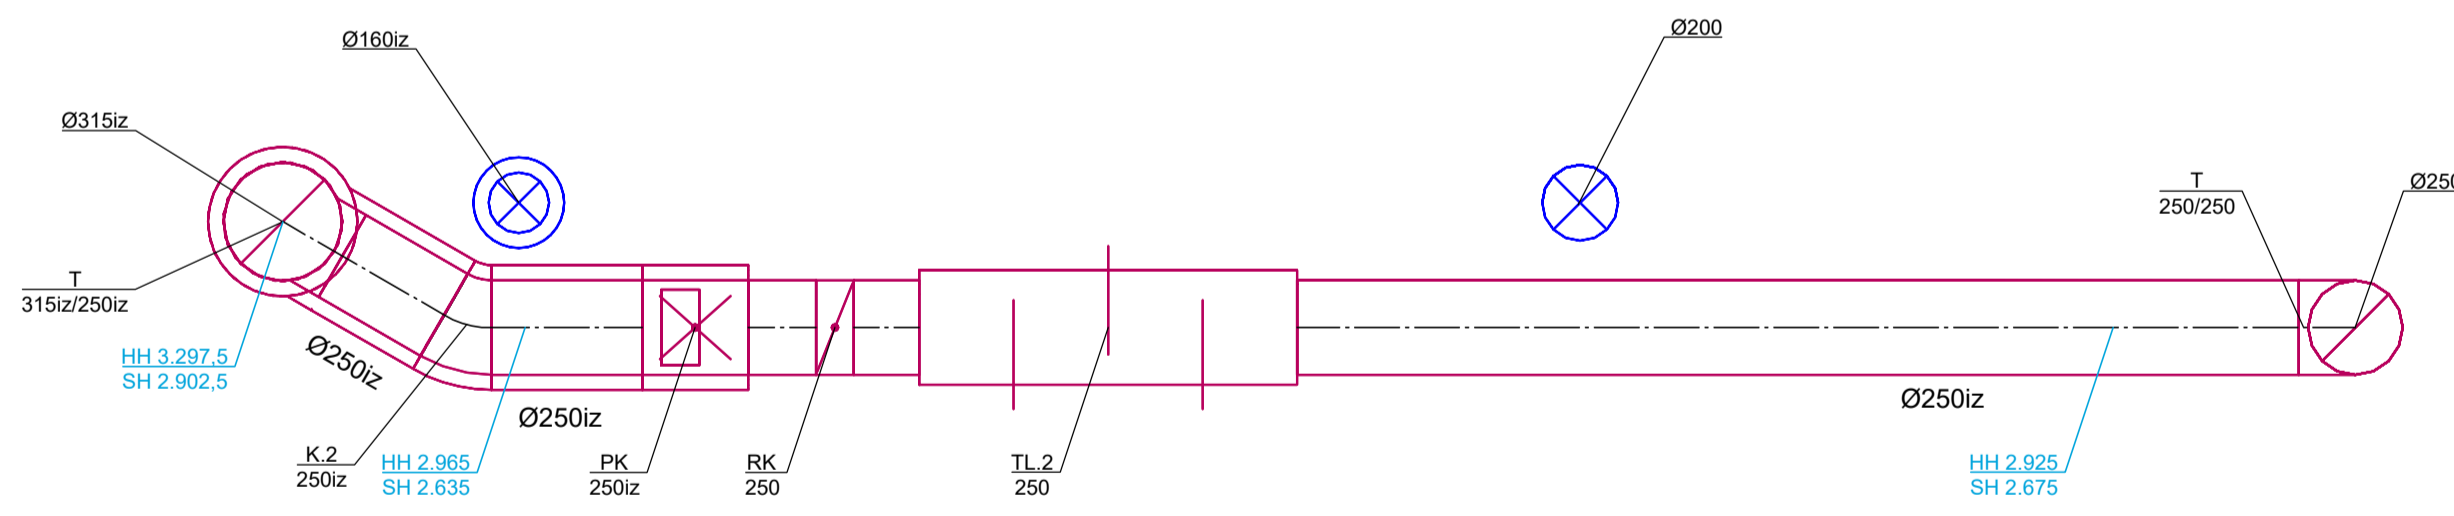 Ø160iz
Ø200
Ø315iz
T
250/250
Ø250
T
315iz/250iz
HH 3.297,5
SH 2.902,5
Ø250iz
Ø250iz
Ø250iz
K.2
250iz
HH 2.965
SH 2.635
PK
250iz
RK
250
TL.2
250
HH 2.925
SH 2.675